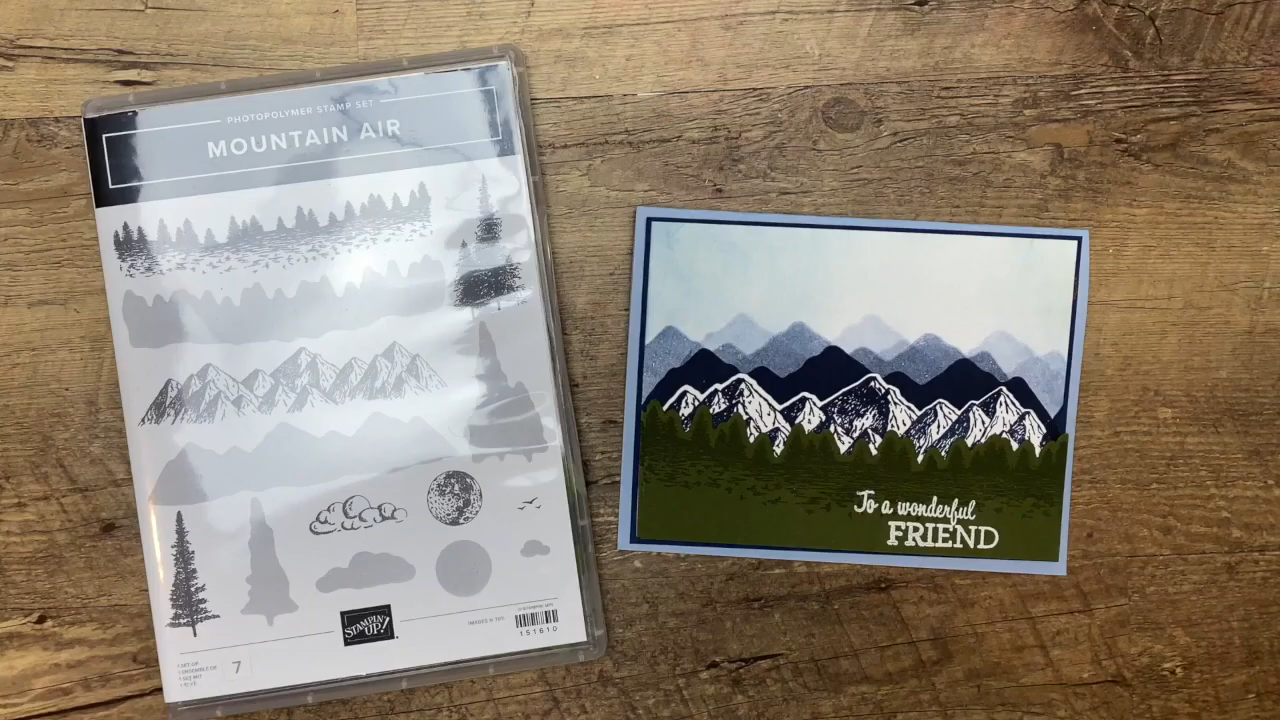 PHOTOPOLYMER STAMP SET
MOUNTAIN AIR
STAMPIN' UP!
151610
7
To a wonderful
FRIEND